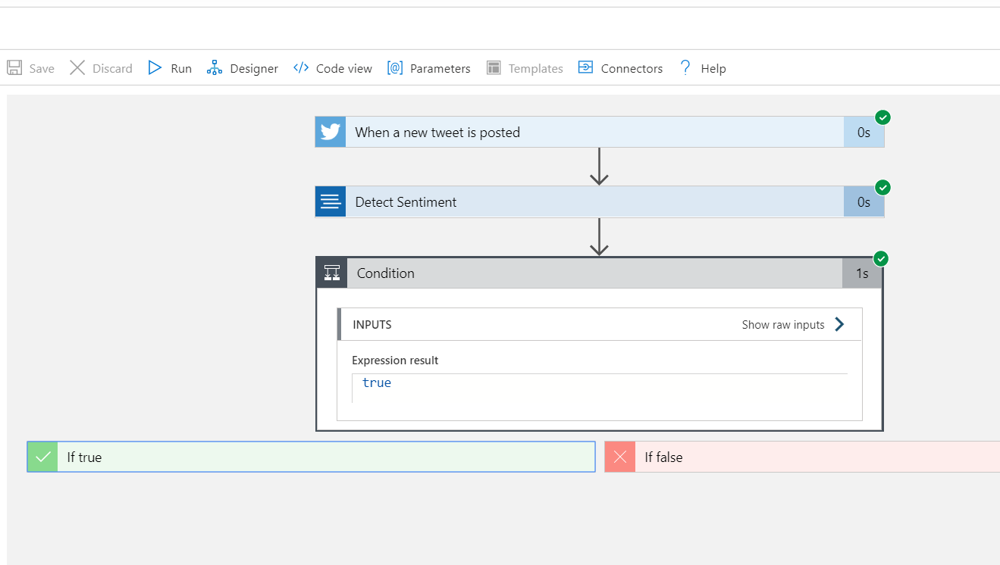 Save Discard Run Designer Code view Parameters Templates Connectors Help
When a new tweet is posted 0s
Detect Sentiment 0s
Condition 1s
INPUTS Show raw inputs
Expression result
true
If true If false